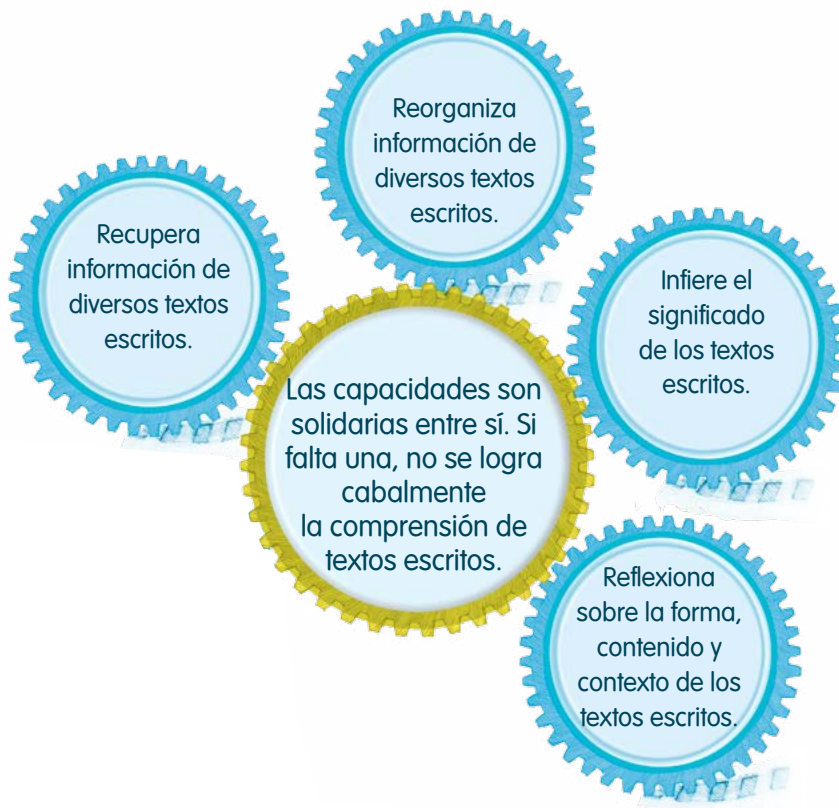 Reorganiza
información de
diversos textos
escritos.
Recupera
información de
diversos textos
escritos.
Infiere el
significado
de los textos
escritos.
Las capacidades son
solidarias entre sí. Si
falta una, no se logra
cabalmente
la comprensión de
textos escritos.
Reflexiona
sobre la forma,
contenido y
contexto de los
textos escritos.